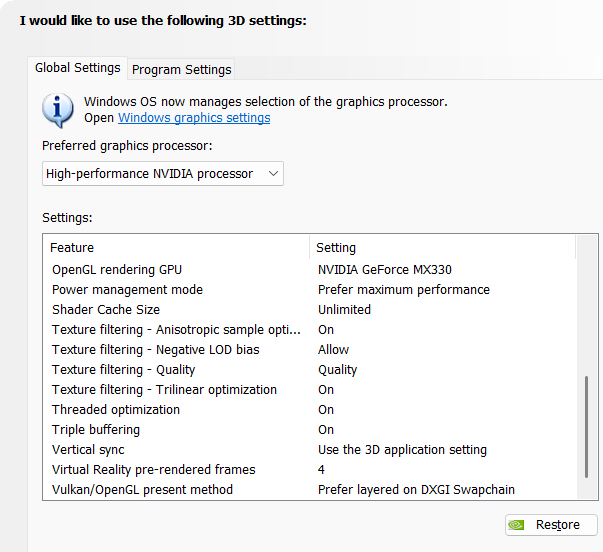 I would like to use the following 3D settings:
Global Settings Program Settings
Windows OS now manages selection of the graphics processor.
Open Windows graphics settings
Preferred graphics processor:
High-performance NVIDIA processor
Settings:
Feature Setting
OpenGL rendering GPU NVIDIA GeForce MX330
Power management mode Prefer maximum performance
Shader Cache Size Unlimited
Texture filtering - Anisotropic sample opti... On
Texture filtering - Negative LOD bias Allow
Texture filtering - Quality Quality
Texture filtering - Trilinear optimization On
Threaded optimization On
Triple buffering On
Vertical sync Use the 3D application setting
Virtual Reality pre-rendered frames 4
Vulkan/OpenGL present method Prefer layered on DXGI Swapchain
Restore